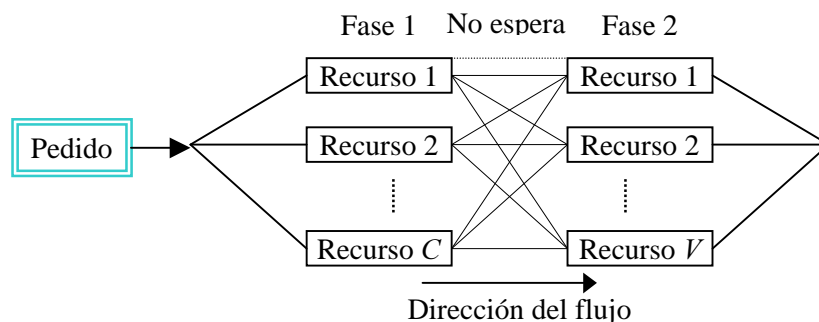 Fase 1 No espera Fase 2
Recurso 1 Recurso 1
Pedido Recurso 2 Recurso 2
Recurso C Recurso V
Dirección del flujo